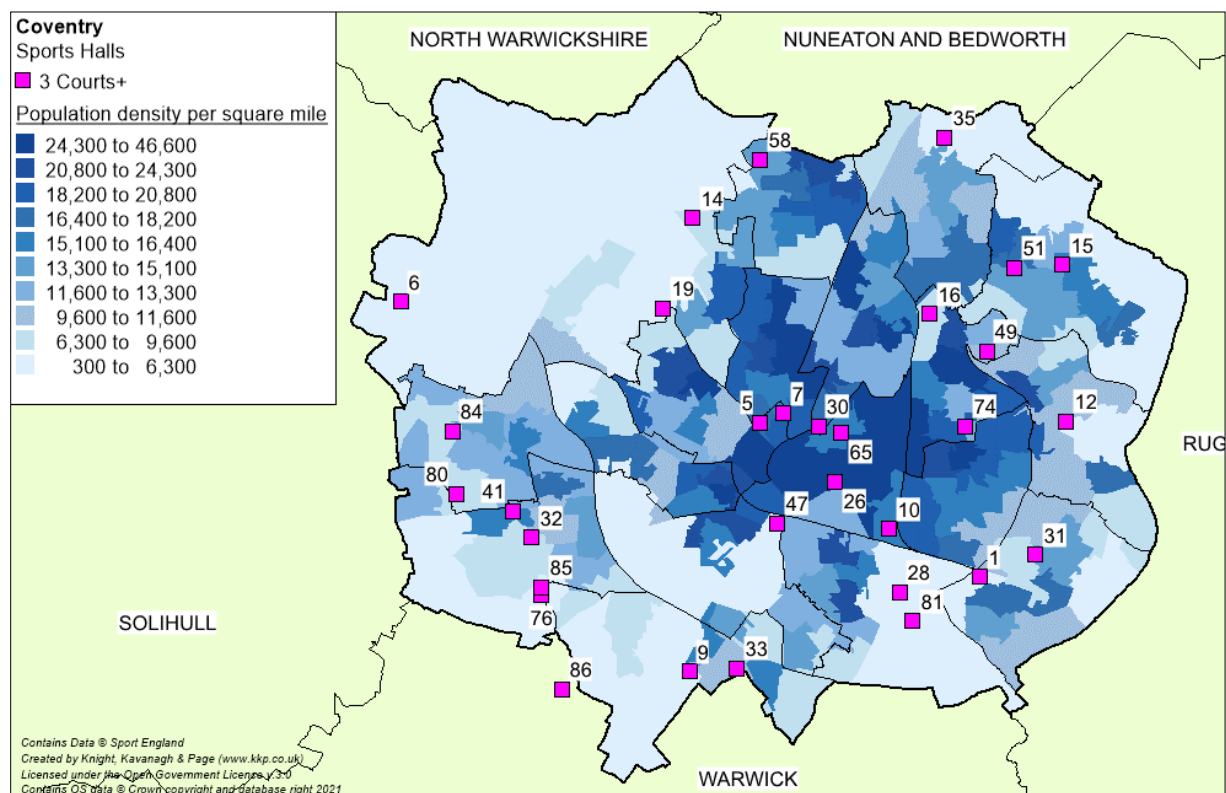 Coventry
Sports Halls
3 Courts+
Population density per square mile
24,300 to 46,600
20,800 to 24,300
18,200 to 20,800
16,400 to 18,200
15,100 to 16,400
13,300 to 15,100
11,600 to 13,300
9,600 to 11,600
6,300 to 9,600
300 to 6,300
NORTH WARWICKSHIRE
NUNEATON AND BEDWORTH
35
58
14
51
15
6
19
16
49
5
7
30
74
12
84
65
RUG
80
41
32
47
26
10
31
1
85
28
81
76
SOLIHULL
9
33
86
WARWICK
Contains Data © Sport England
Created by Knight, Kavanagh & Page (www.kkp.co.uk)
Licensed under the Open Government License v.3.0
Contains OS data © Crown copyright and database right 2021